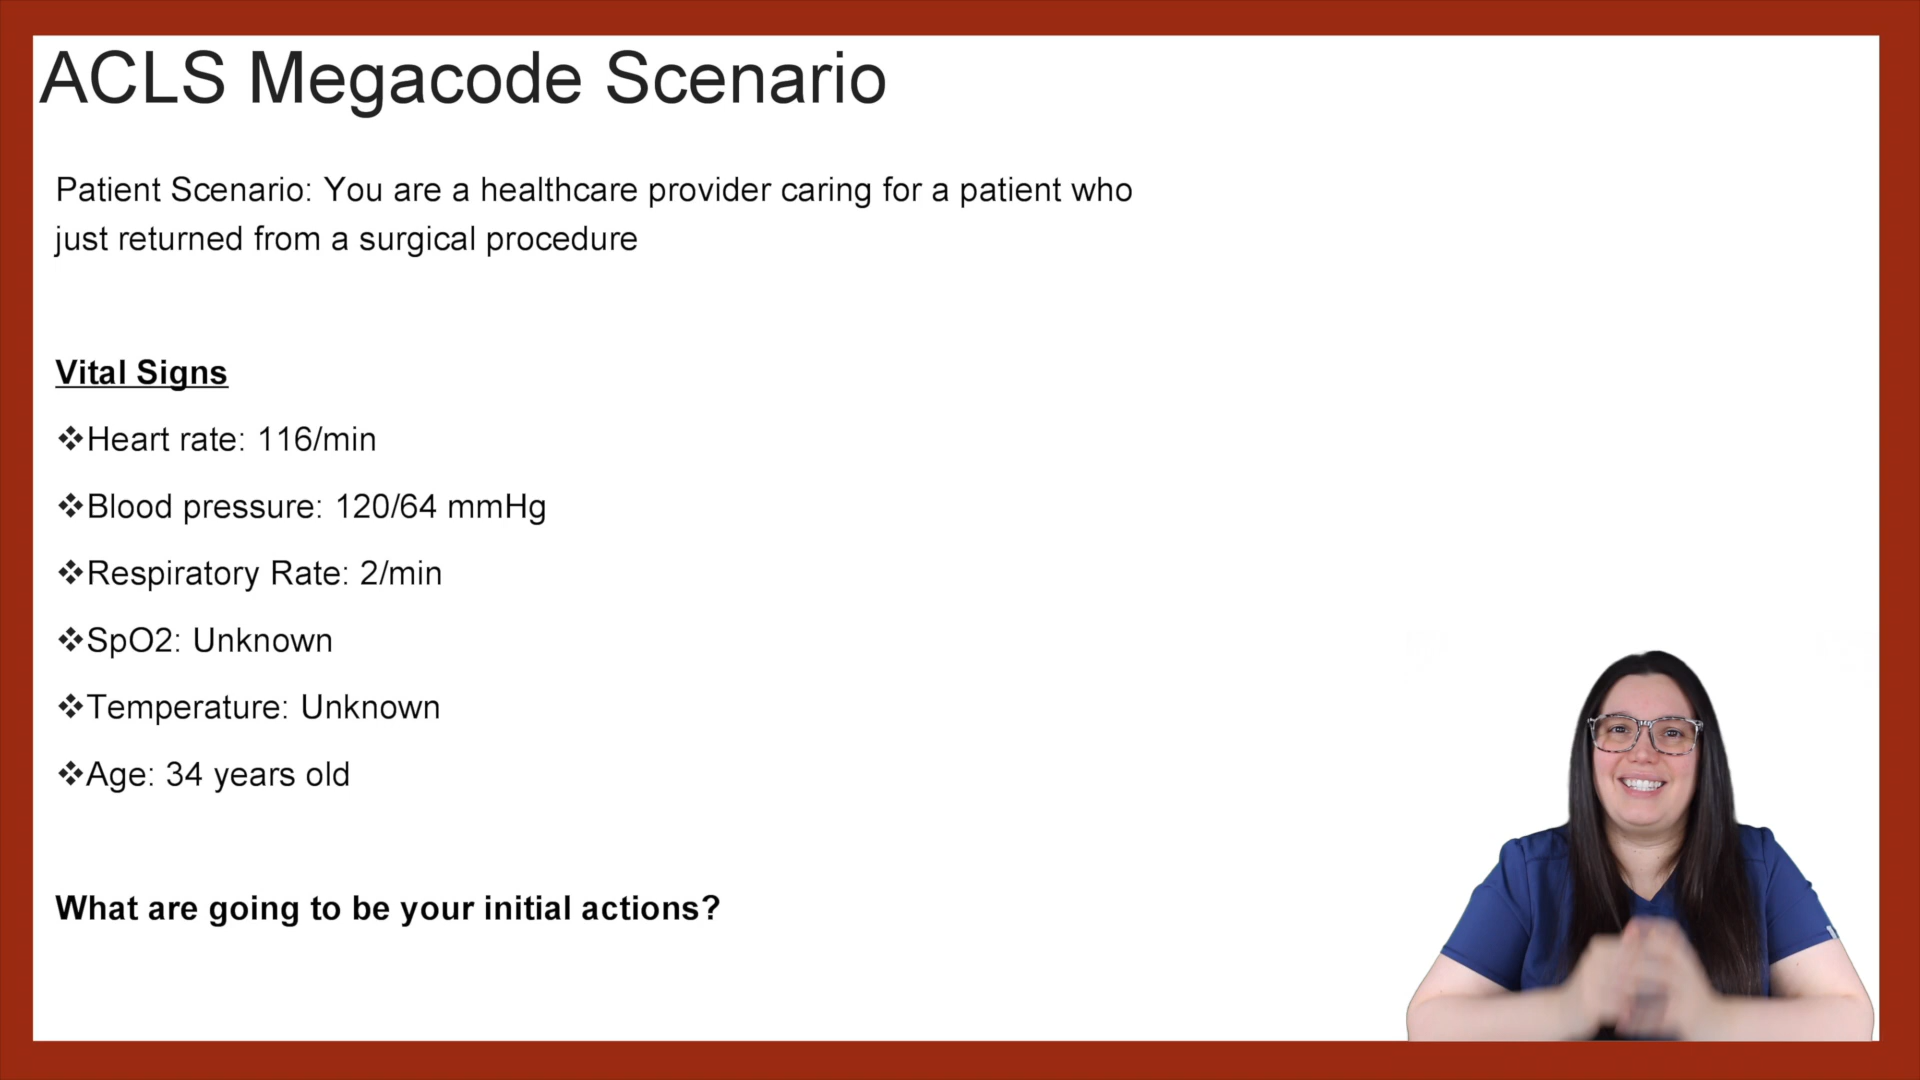 ACLS Megacode Scenario
Patient Scenario: You are a healthcare provider caring for a patient who
just returned from a surgical procedure
Vital Signs
❖Heart rate: 116/min
❖Blood pressure: 120/64 mmHg
❖Respiratory Rate: 2/min
❖SpO2: Unknown
❖Temperature: Unknown
❖Age: 34 years old
What are going to be your initial actions?